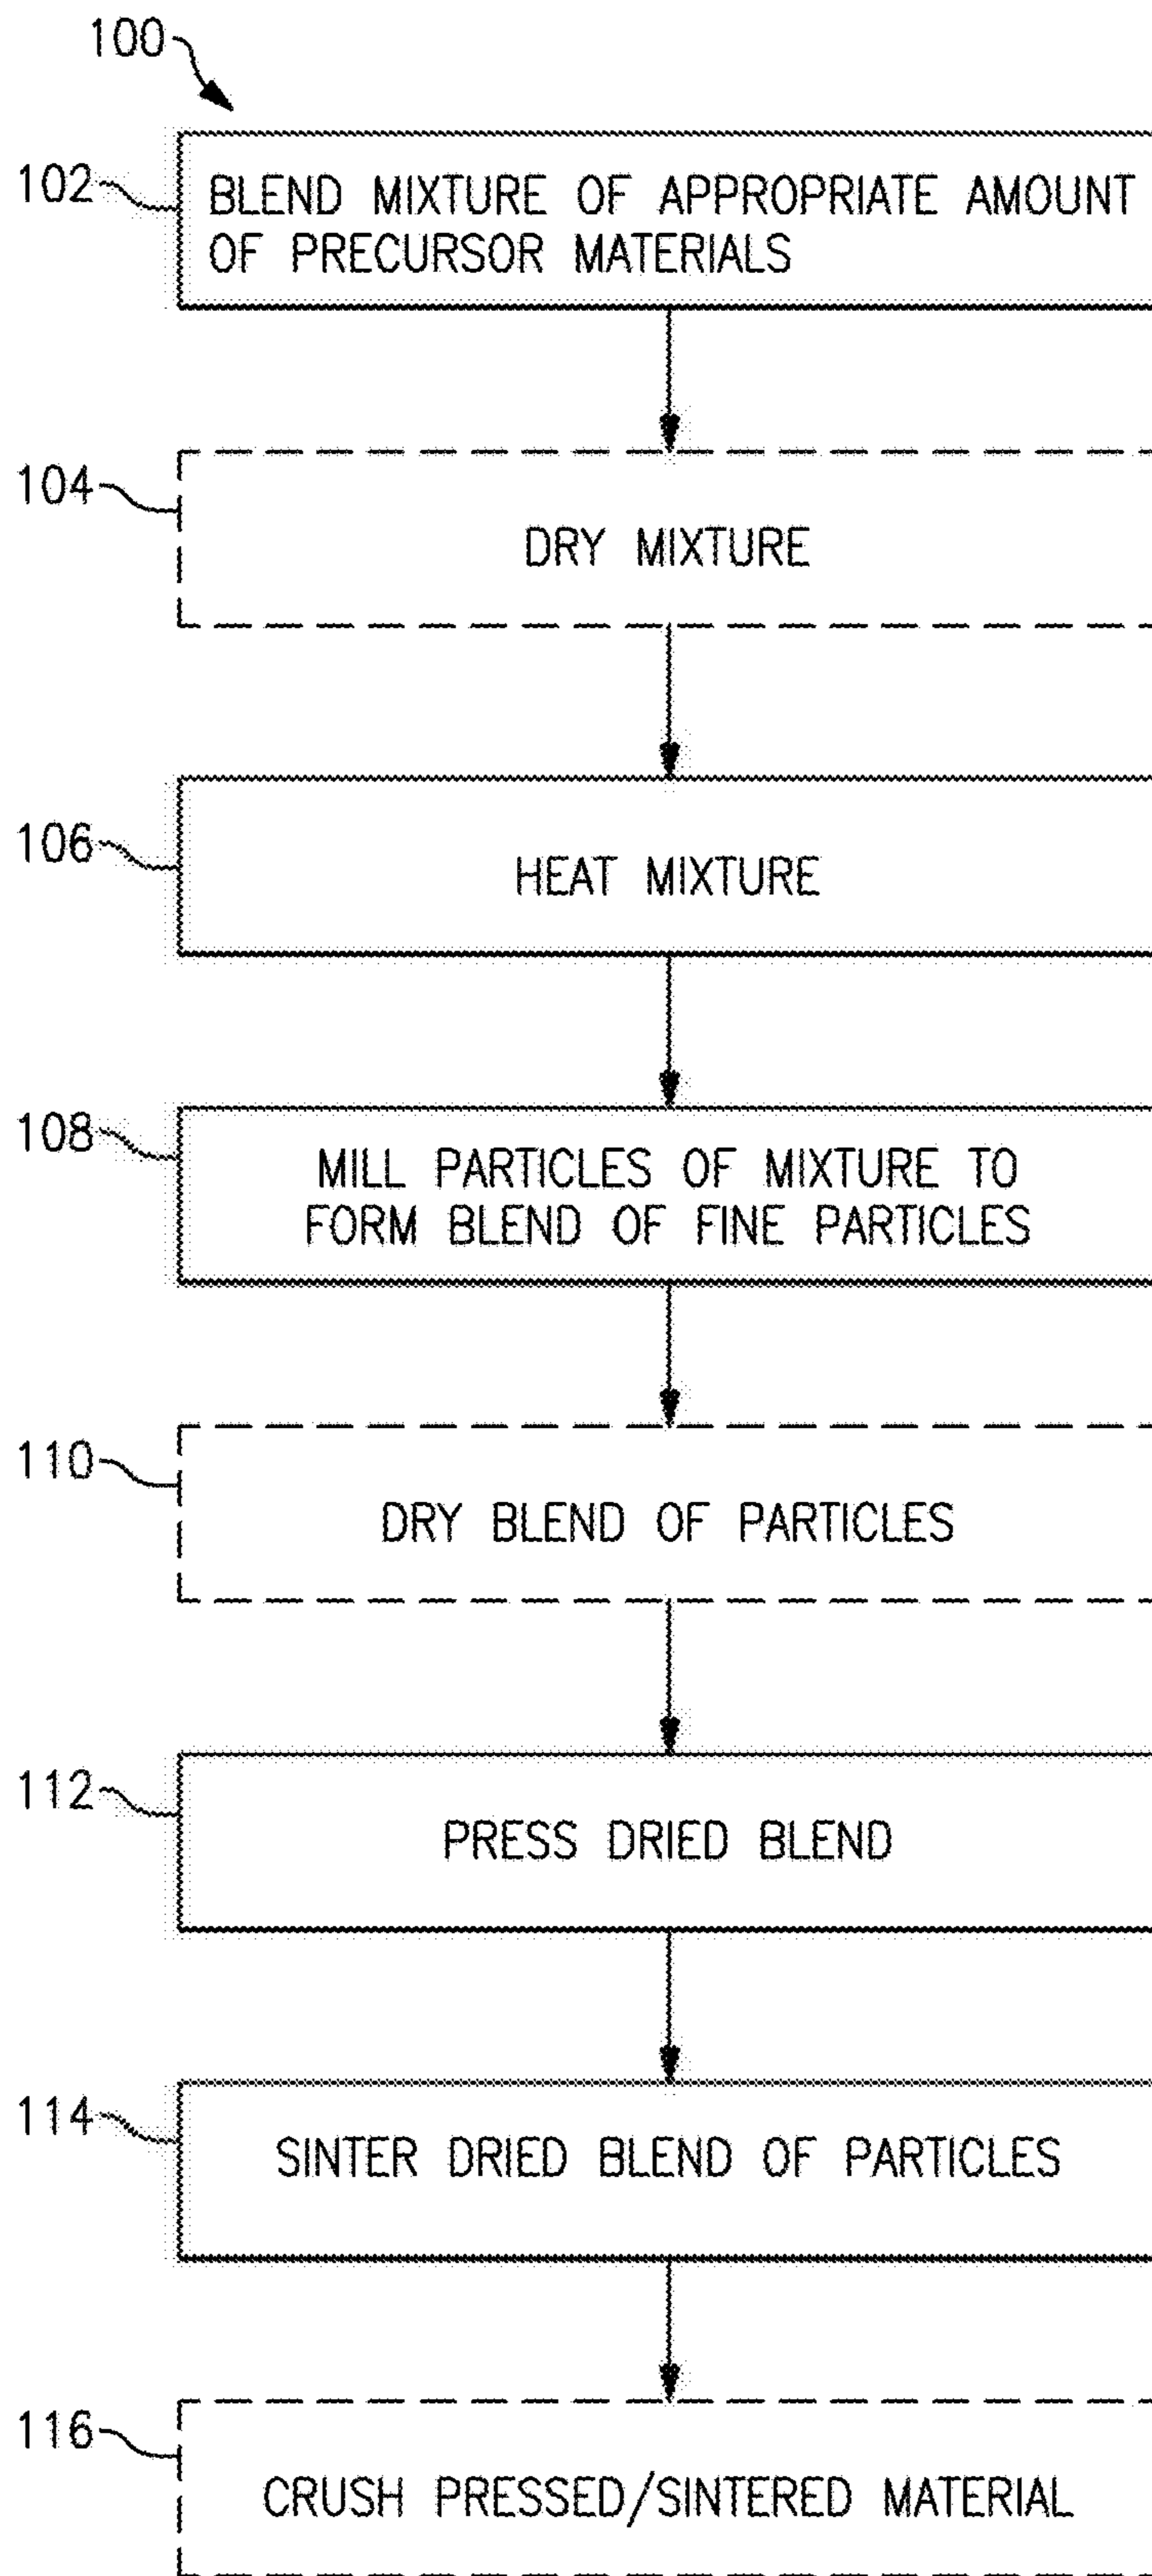 100
102
BLEND MIXTURE OF APPROPRIATE AMOUNT
OF PRECURSOR MATERIALS
104
DRY MIXTURE
106
HEAT MIXTURE
108
MILL PARTICLES OF MIXTURE TO
FORM BLEND OF FINE PARTICLES
110
DRY BLEND OF PARTICLES
112
PRESS DRIED BLEND
114
SINTER DRIED BLEND OF PARTICLES
116
CRUSH PRESSED/SINTERED MATERIAL